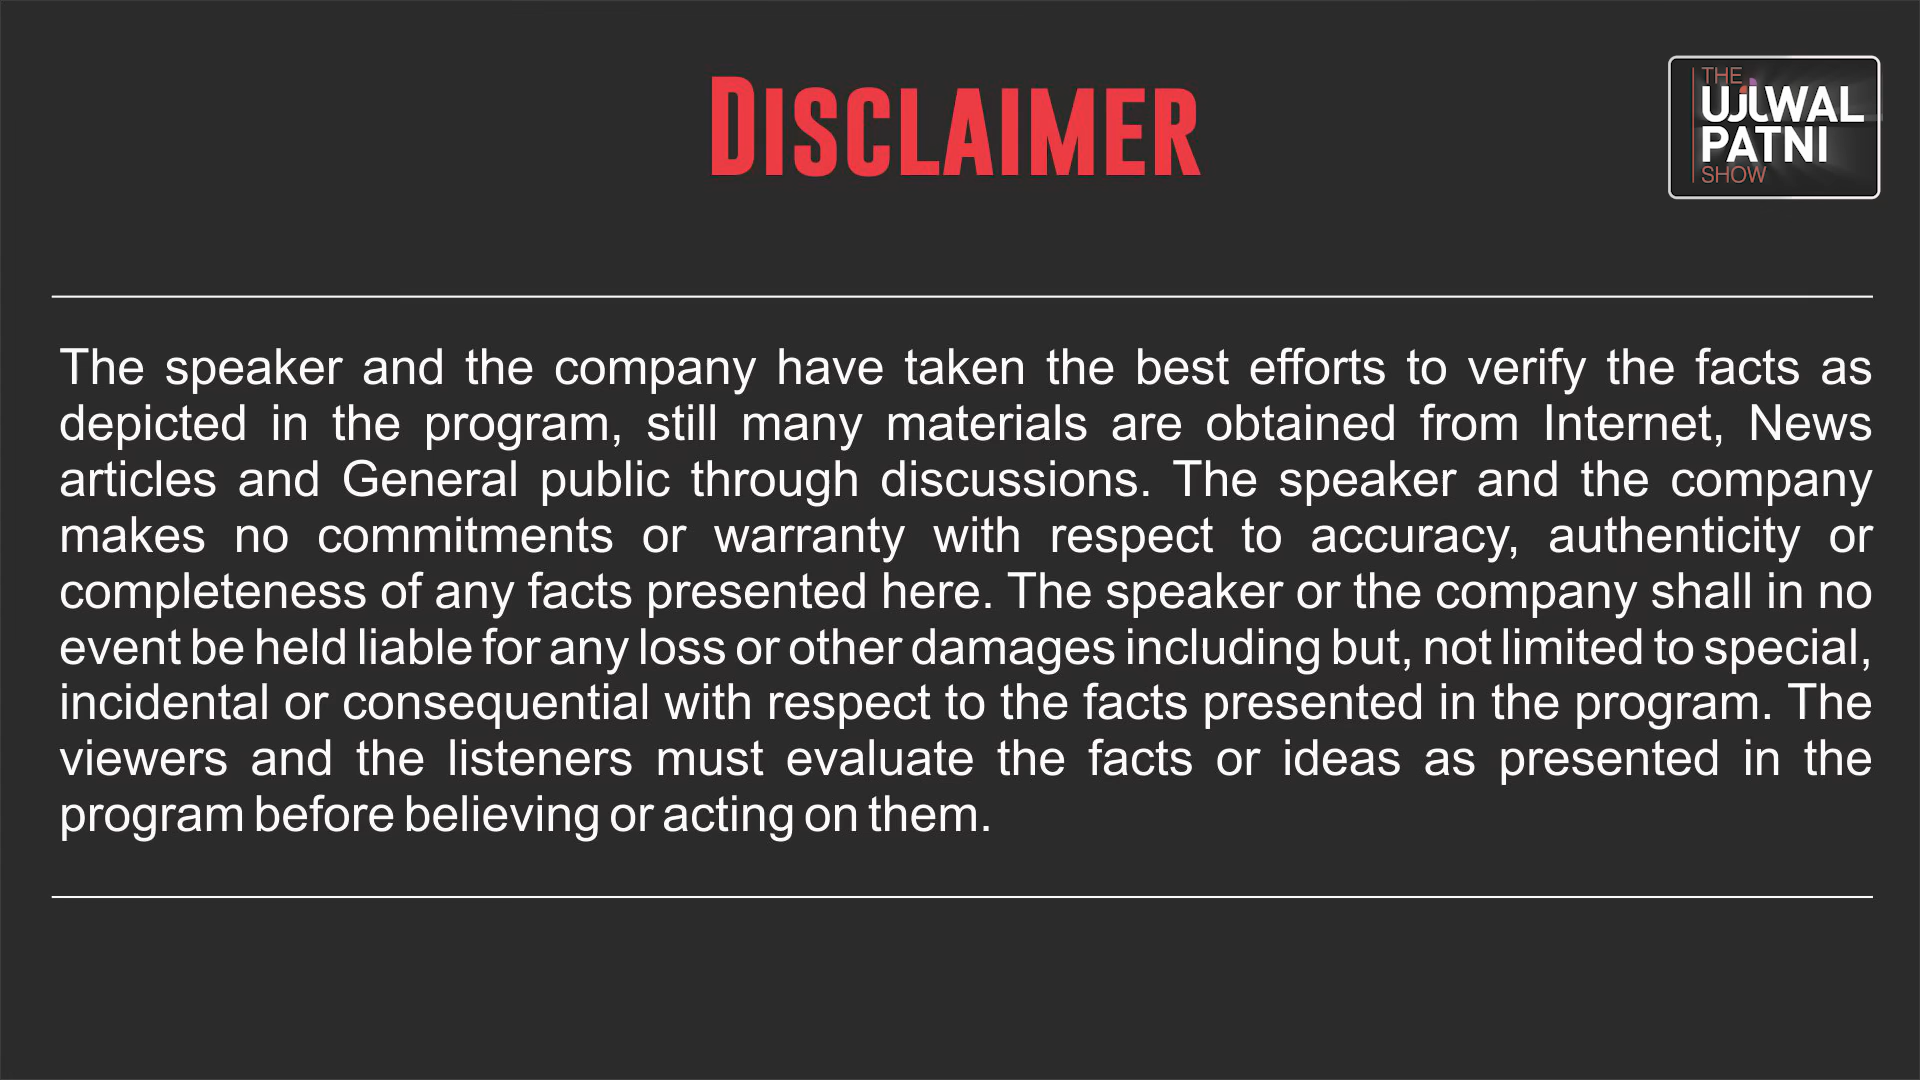 DISCLAIMER
THE
UJJWAL
PATNI
SHOW
The speaker and the company have taken the best efforts to verify the facts as
depicted in the program, still many materials are obtained from Internet, News
articles and General public through discussions. The speaker and the company
makes no commitments or warranty with respect to accuracy, authenticity or
completeness of any facts presented here. The speaker or the company shall in no
event be held liable for any loss or other damages including but, not limited to special,
incidental or consequential with respect to the facts presented in the program. The
viewers and the listeners must evaluate the facts or ideas as presented in the
program before believing or acting on them.